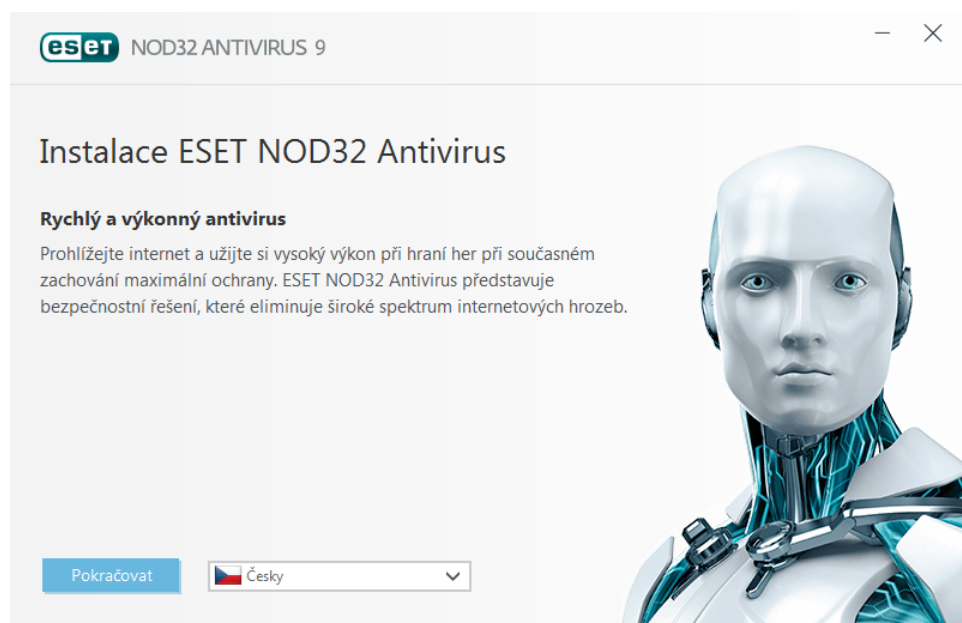 eset NOD32 ANTIVIRUS 9
Instalace ESET NOD32 Antivirus
Rychlý a výkonný antivirus
Prohlížejte internet a užijte si vysoký výkon při hraní her při současném
zachování maximální ochrany. ESET NOD32 Antivirus představuje
bezpečnostní řešení, které eliminuje široké spektrum internetových hrozeb.
Pokračovat
Česky